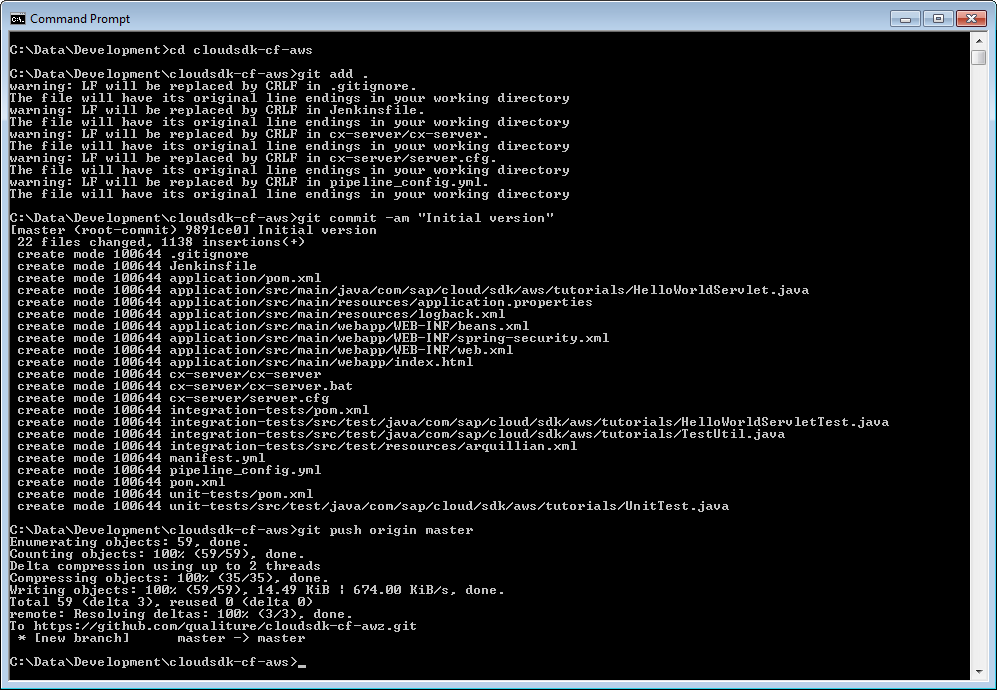 Command Prompt
C:\Data\Development>cd cloudsdk-cf-aws
C:\Data\Development\cloudsdk-cf-aws>git add .
warning: LF will be replaced by CRLF in .gitignore.
The file will have its original line endings in your working directory
warning: LF will be replaced by CRLF in Jenkinsfile.
The file will have its original line endings in your working directory
warning: LF will be replaced by CRLF in cx-server/cx-server.
The file will have its original line endings in your working directory
warning: LF will be replaced by CRLF in cx-server/server.cfg.
The file will have its original line endings in your working directory
warning: LF will be replaced by CRLF in pipeline_config.yml.
The file will have its original line endings in your working directory
C:\Data\Development\cloudsdk-cf-aws>git commit -am "Initial version"
[master (root-commit) 9891ce0] Initial version
 22 files changed, 1138 insertions(+)
 create mode 100644 .gitignore
 create mode 100644 Jenkinsfile
 create mode 100644 application/pom.xml
 create mode 100644 application/src/main/java/com/sap/cloud/sdk/aws/tutorials/HelloWorldServlet.java
 create mode 100644 application/src/main/resources/application.properties
 create mode 100644 application/src/main/resources/logback.xml
 create mode 100644 application/src/main/webapp/WEB-INF/beans.xml
 create mode 100644 application/src/main/webapp/WEB-INF/spring-security.xml
 create mode 100644 application/src/main/webapp/WEB-INF/web.xml
 create mode 100644 application/src/main/webapp/index.html
 create mode 100644 cx-server/cx-server
 create mode 100644 cx-server/cx-server.bat
 create mode 100644 cx-server/server.cfg
 create mode 100644 integration-tests/pom.xml
 create mode 100644 integration-tests/src/test/java/com/sap/cloud/sdk/aws/tutorials/HelloWorldServletTest.java
 create mode 100644 integration-tests/src/test/java/com/sap/cloud/sdk/aws/tutorials/TestUtil.java
 create mode 100644 integration-tests/src/test/resources/arquillian.xml
 create mode 100644 manifest.yml
 create mode 100644 pipeline_config.yml
 create mode 100644 pom.xml
 create mode 100644 unit-tests/pom.xml
 create mode 100644 unit-tests/src/test/java/com/sap/cloud/sdk/aws/tutorials/UnitTest.java
C:\Data\Development\cloudsdk-cf-aws>git push origin master
Enumerating objects: 59, done.
Counting objects: 100% (59/59), done.
Delta compression using up to 2 threads
Compressing objects: 100% (35/35), done.
Writing objects: 100% (59/59), 14.49 KiB | 674.00 KiB/s, done.
Total 59 (delta 3), reused 0 (delta 0)
remote: Resolving deltas: 100% (3/3), done.
To https://github.com/qualiture/cloudsdk-cf-awz.git
 * [new branch]      master -> master
C:\Data\Development\cloudsdk-cf-aws>_